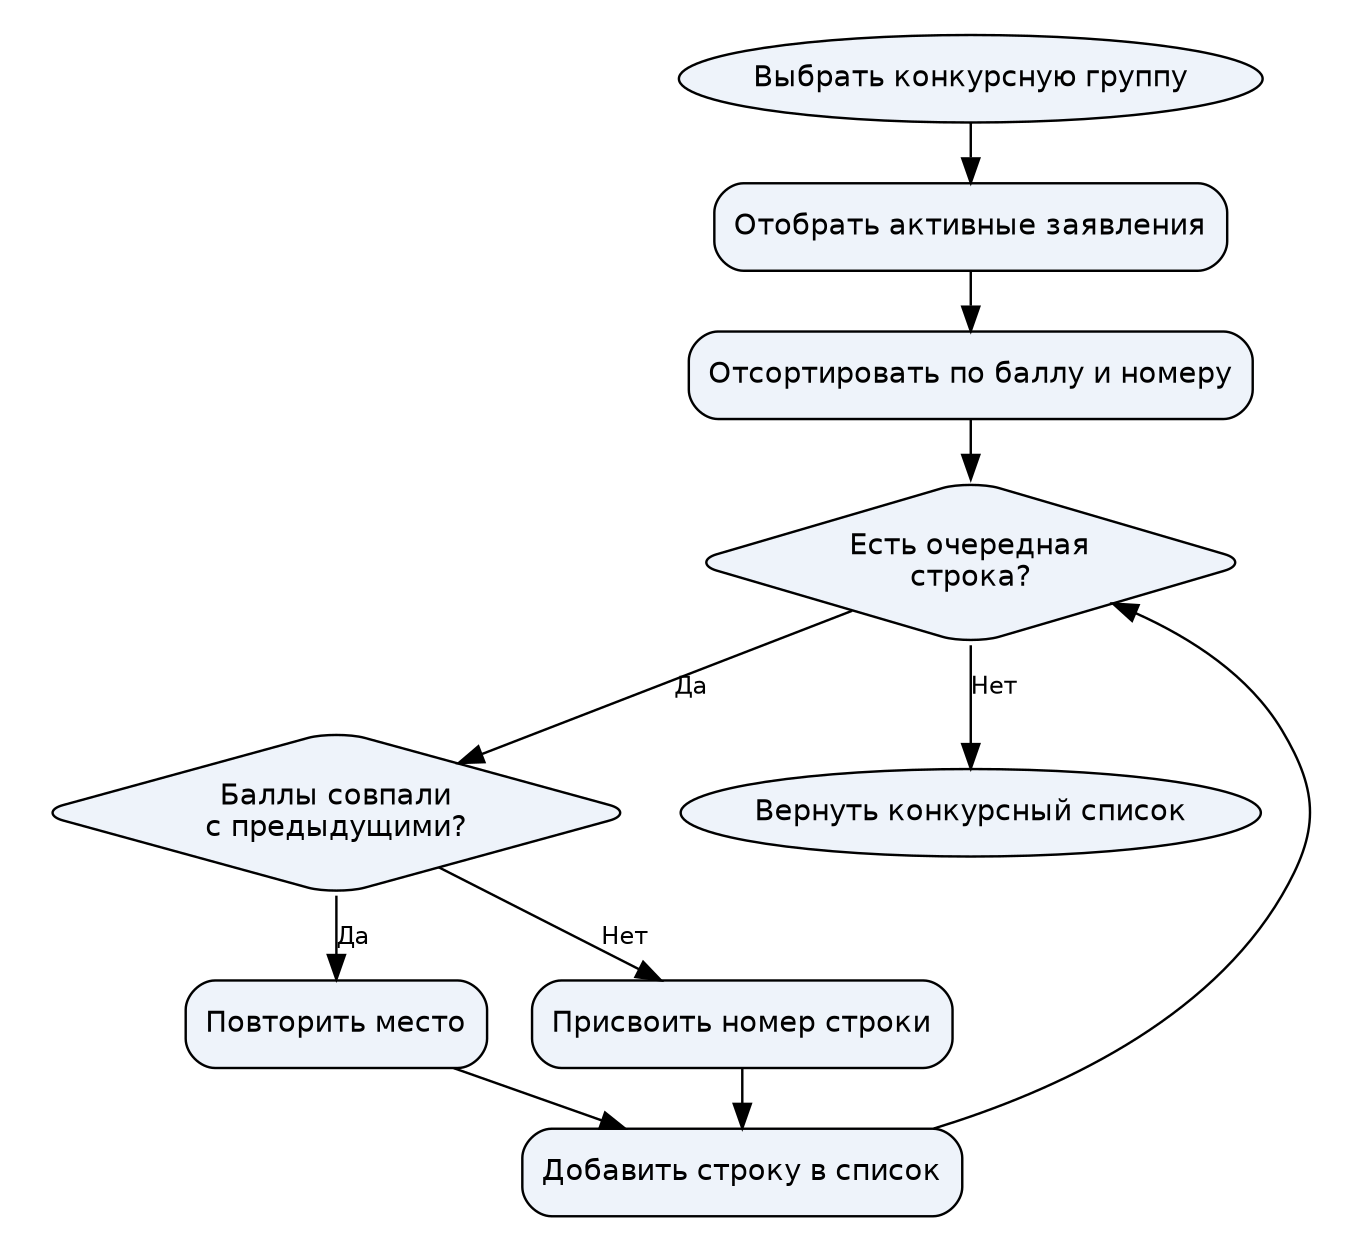 Выбрать конкурсную группу
Отобрать активные заявления
Отсортировать по баллу и номеру
Есть очередная
строка?
Да
Нет
Баллы совпали
с предыдущими?
Вернуть конкурсный список
Да
Нет
Повторить место
Присвоить номер строки
Добавить строку в список